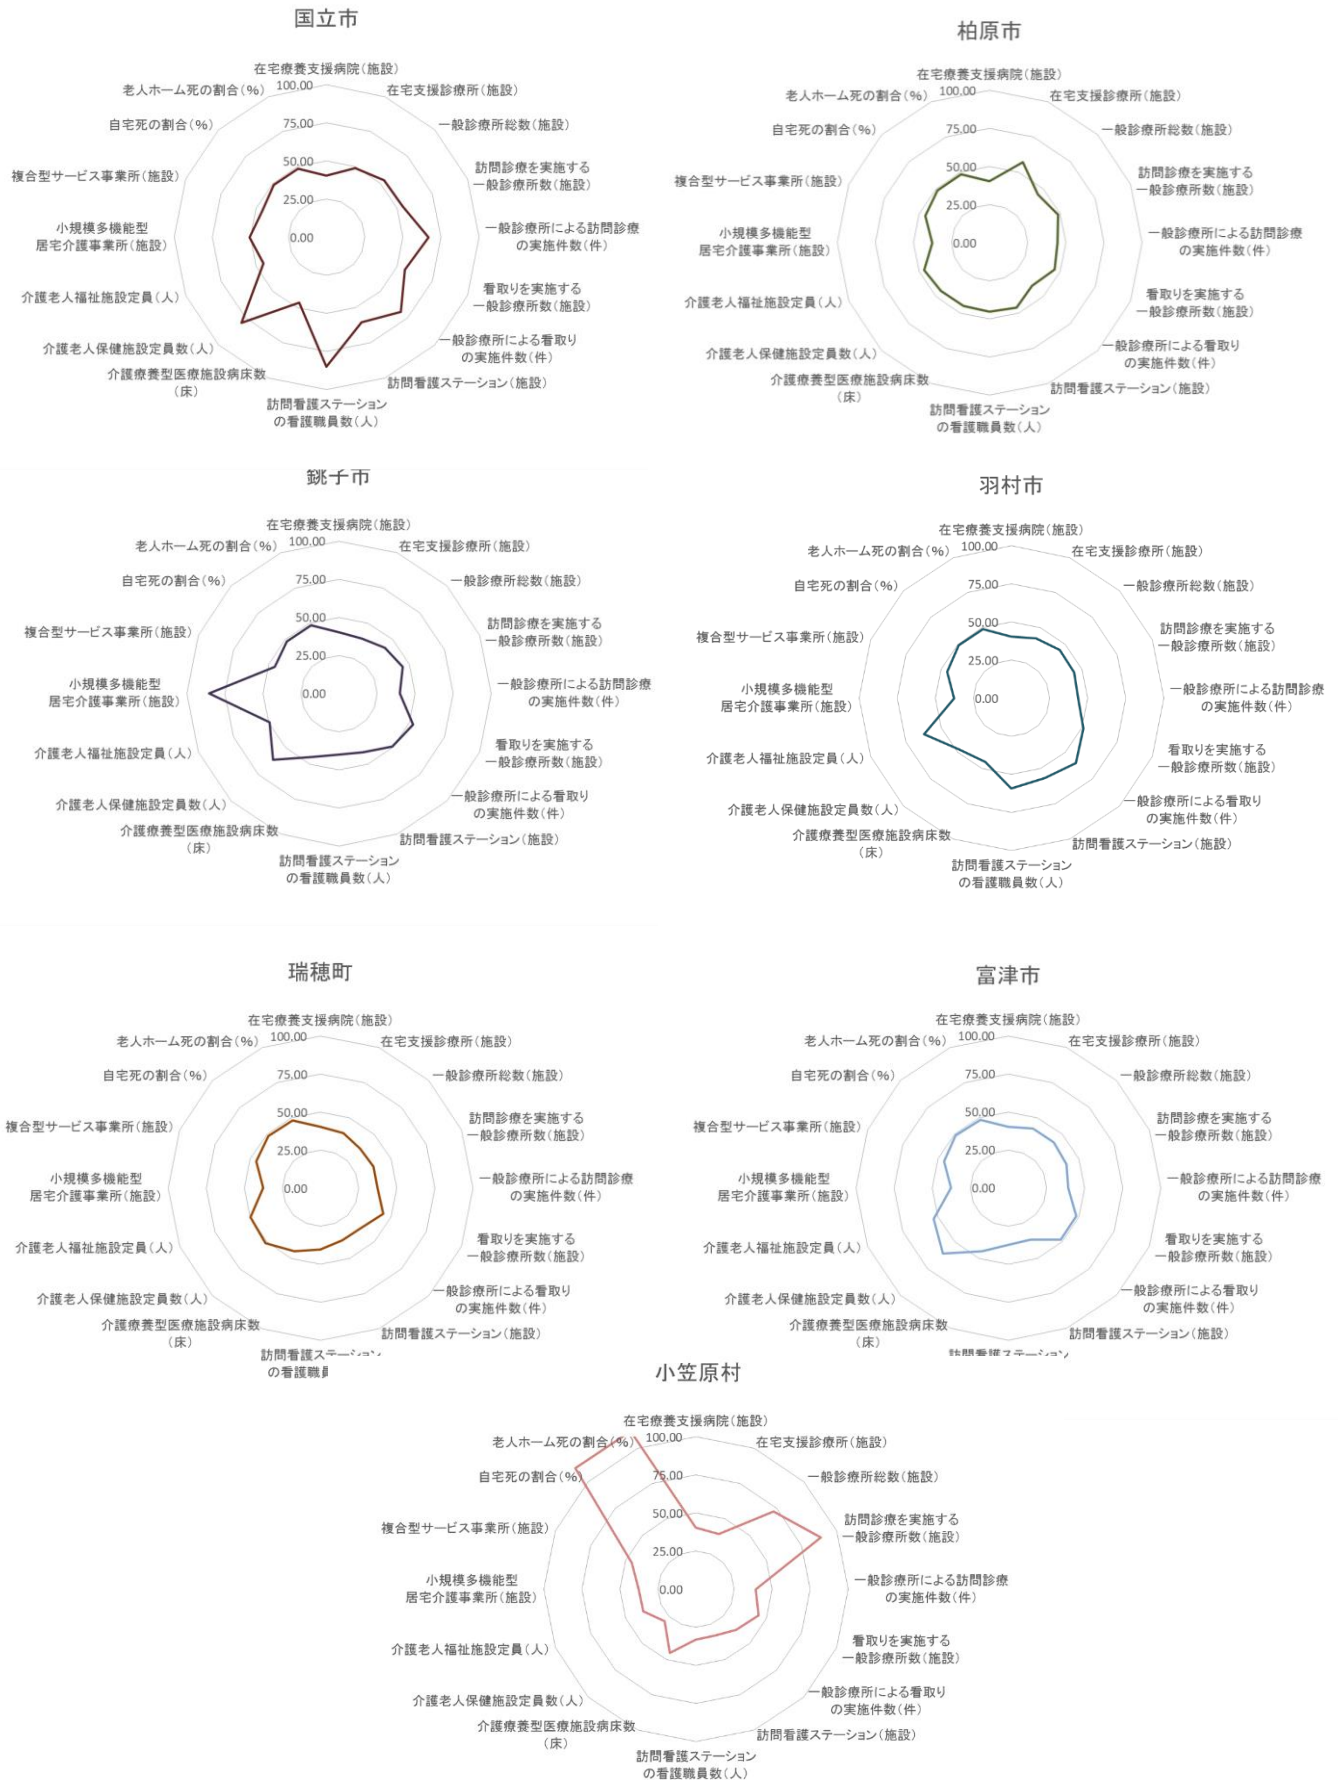 国立市
在宅療養支援病院(施設)
100.00
75.00
50.00
25.00
0.00
在宅支援診療所(施設)
一般診療所総数(施設)
訪問診療を実施する
一般診療所数(施設)
一般診療所による訪問診療
の実施件数(件)
看取りを実施する
一般診療所数(施設)
一般診療所による看取り
の実施件数(件)
訪問看護ステーション(施設)
訪問看護ステーション
の看護職員数(人)
介護療養型医療施設病床数
(床)
介護老人保健施設定員数(人)
介護老人福祉施設定員(人)
小規模多機能型
居宅介護事業所(施設)
複合型サービス事業所(施設)
自宅死の割合(%)
老人ホーム死の割合(%)
柏原市
在宅療養支援病院(施設)
100.00
75.00
50.00
25.00
0.00
在宅支援診療所(施設)
一般診療所総数(施設)
訪問診療を実施する
一般診療所数(施設)
一般診療所による訪問診療
の実施件数(件)
看取りを実施する
一般診療所数(施設)
一般診療所による看取り
の実施件数(件)
訪問看護ステーション(施設)
訪問看護ステーション
の看護職員数(人)
介護療養型医療施設病床数
(床)
介護老人保健施設定員数(人)
介護老人福祉施設定員(人)
小規模多機能型
居宅介護事業所(施設)
複合型サービス事業所(施設)
自宅死の割合(%)
老人ホーム死の割合(%)
銚子市
在宅療養支援病院(施設)
100.00
75.00
50.00
25.00
0.00
在宅支援診療所(施設)
一般診療所総数(施設)
訪問診療を実施する
一般診療所数(施設)
一般診療所による訪問診療
の実施件数(件)
看取りを実施する
一般診療所数(施設)
一般診療所による看取り
の実施件数(件)
訪問看護ステーション(施設)
訪問看護ステーション
の看護職員数(人)
介護療養型医療施設病床数
(床)
介護老人保健施設定員数(人)
介護老人福祉施設定員(人)
小規模多機能型
居宅介護事業所(施設)
複合型サービス事業所(施設)
自宅死の割合(%)
老人ホーム死の割合(%)
羽村市
在宅療養支援病院(施設)
100.00
75.00
50.00
25.00
0.00
在宅支援診療所(施設)
一般診療所総数(施設)
訪問診療を実施する
一般診療所数(施設)
一般診療所による訪問診療
の実施件数(件)
看取りを実施する
一般診療所数(施設)
一般診療所による看取り
の実施件数(件)
訪問看護ステーション(施設)
訪問看護ステーション
の看護職員数(人)
介護療養型医療施設病床数
(床)
介護老人保健施設定員数(人)
介護老人福祉施設定員(人)
小規模多機能型
居宅介護事業所(施設)
複合型サービス事業所(施設)
自宅死の割合(%)
老人ホーム死の割合(%)
瑞穂町
在宅療養支援病院(施設)
100.00
75.00
50.00
25.00
0.00
在宅支援診療所(施設)
一般診療所総数(施設)
訪問診療を実施する
一般診療所数(施設)
一般診療所による訪問診療
の実施件数(件)
看取りを実施する
一般診療所数(施設)
一般診療所による看取り
の実施件数(件)
訪問看護ステーション(施設)
訪問看護ステーション
の看護職
介護療養型医療施設病床数
(床)
介護老人保健施設定員数(人)
介護老人福祉施設定員(人)
小規模多機能型
居宅介護事業所(施設)
複合型サービス事業所(施設)
自宅死の割合(%)
老人ホーム死の割合(%)
富津市
在宅療養支援病院(施設)
100.00
75.00
50.00
25.00
0.00
在宅支援診療所(施設)
一般診療所総数(施設)
訪問診療を実施する
一般診療所数(施設)
一般診療所による訪問診療
の実施件数(件)
看取りを実施する
一般診療所数(施設)
一般診療所による看取り
の実施件数(件)
訪問看護ステーション(施設)
訪問看護ステーション
介護療養型医療施設病床数
(床)
介護老人保健施設定員数(人)
介護老人福祉施設定員(人)
小規模多機能型
居宅介護事業所(施設)
複合型サービス事業所(施設)
自宅死の割合(%)
老人ホーム死の割合(%)
小笠原村
在宅療養支援病院(施設)
100.00
75.00
50.00
25.00
0.00
在宅支援診療所(施設)
一般診療所総数(施設)
訪問診療を実施する
一般診療所数(施設)
一般診療所による訪問診療
の実施件数(件)
看取りを実施する
一般診療所数(施設)
一般診療所による看取り
の実施件数(件)
訪問看護ステーション(施設)
訪問看護ステーション
の看護職員数(人)
介護療養型医療施設病床数
(床)
介護老人保健施設定員数(人)
介護老人福祉施設定員(人)
小規模多機能型
居宅介護事業所(施設)
複合型サービス事業所(施設)
自宅死の割合(%)
老人ホーム死の割合(%)